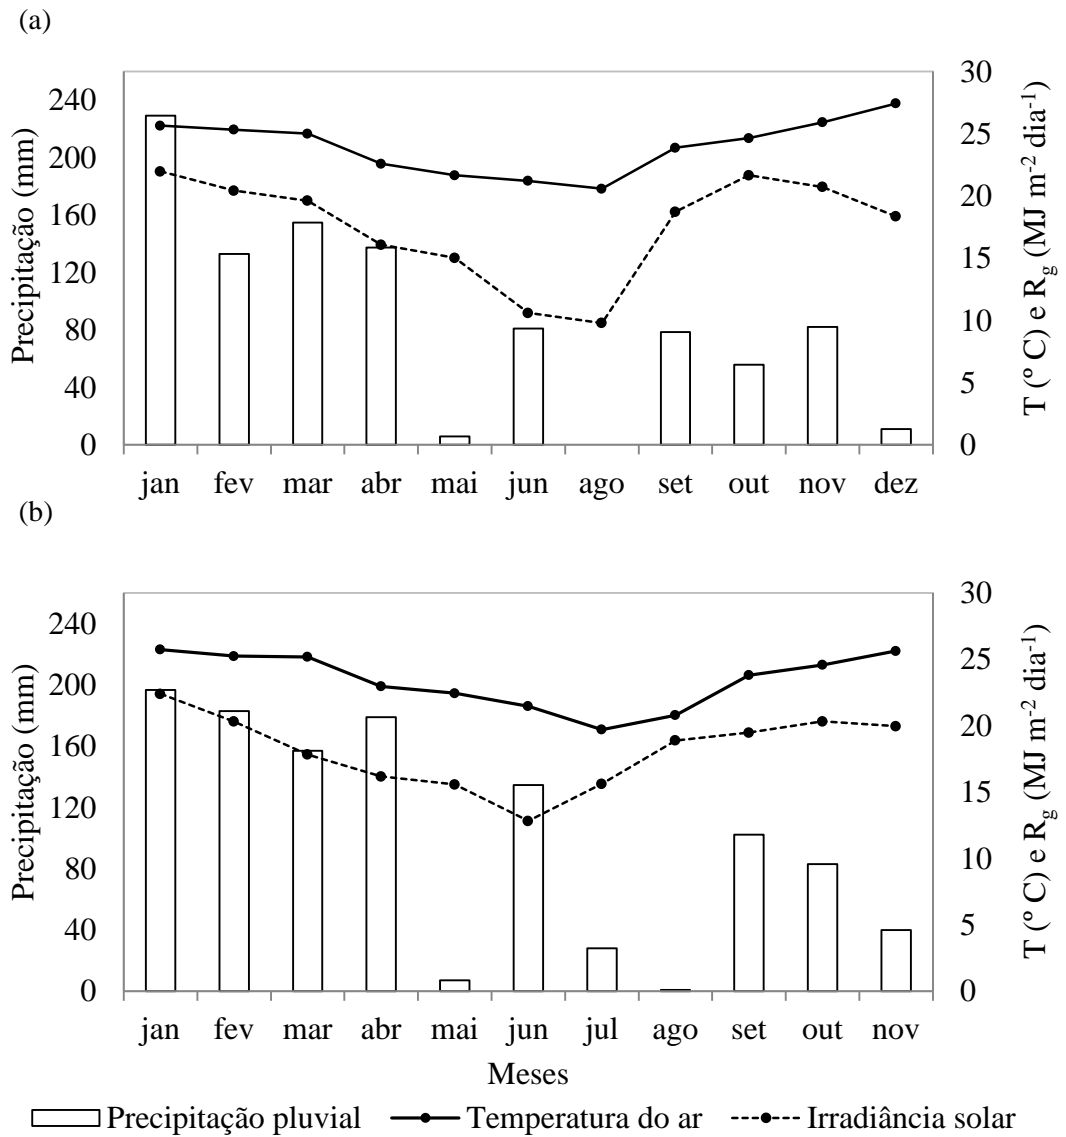 (a)
Precipitação (mm)
240
200
160
120
80
40
0
30
25
20
15
10
5
0
T (º C) e Rg (MJ m-2 dia-1)
jan fev mar abr mai jun ago set out nov dez
(b)
Precipitação (mm)
240
200
160
120
80
40
0
30
25
20
15
10
5
0
T (º C) e Rg (MJ m-2 dia-1)
jan fev mar abr mai jun jul ago set out nov
Meses
Precipitação pluvial Temperatura do ar Irradiância solar